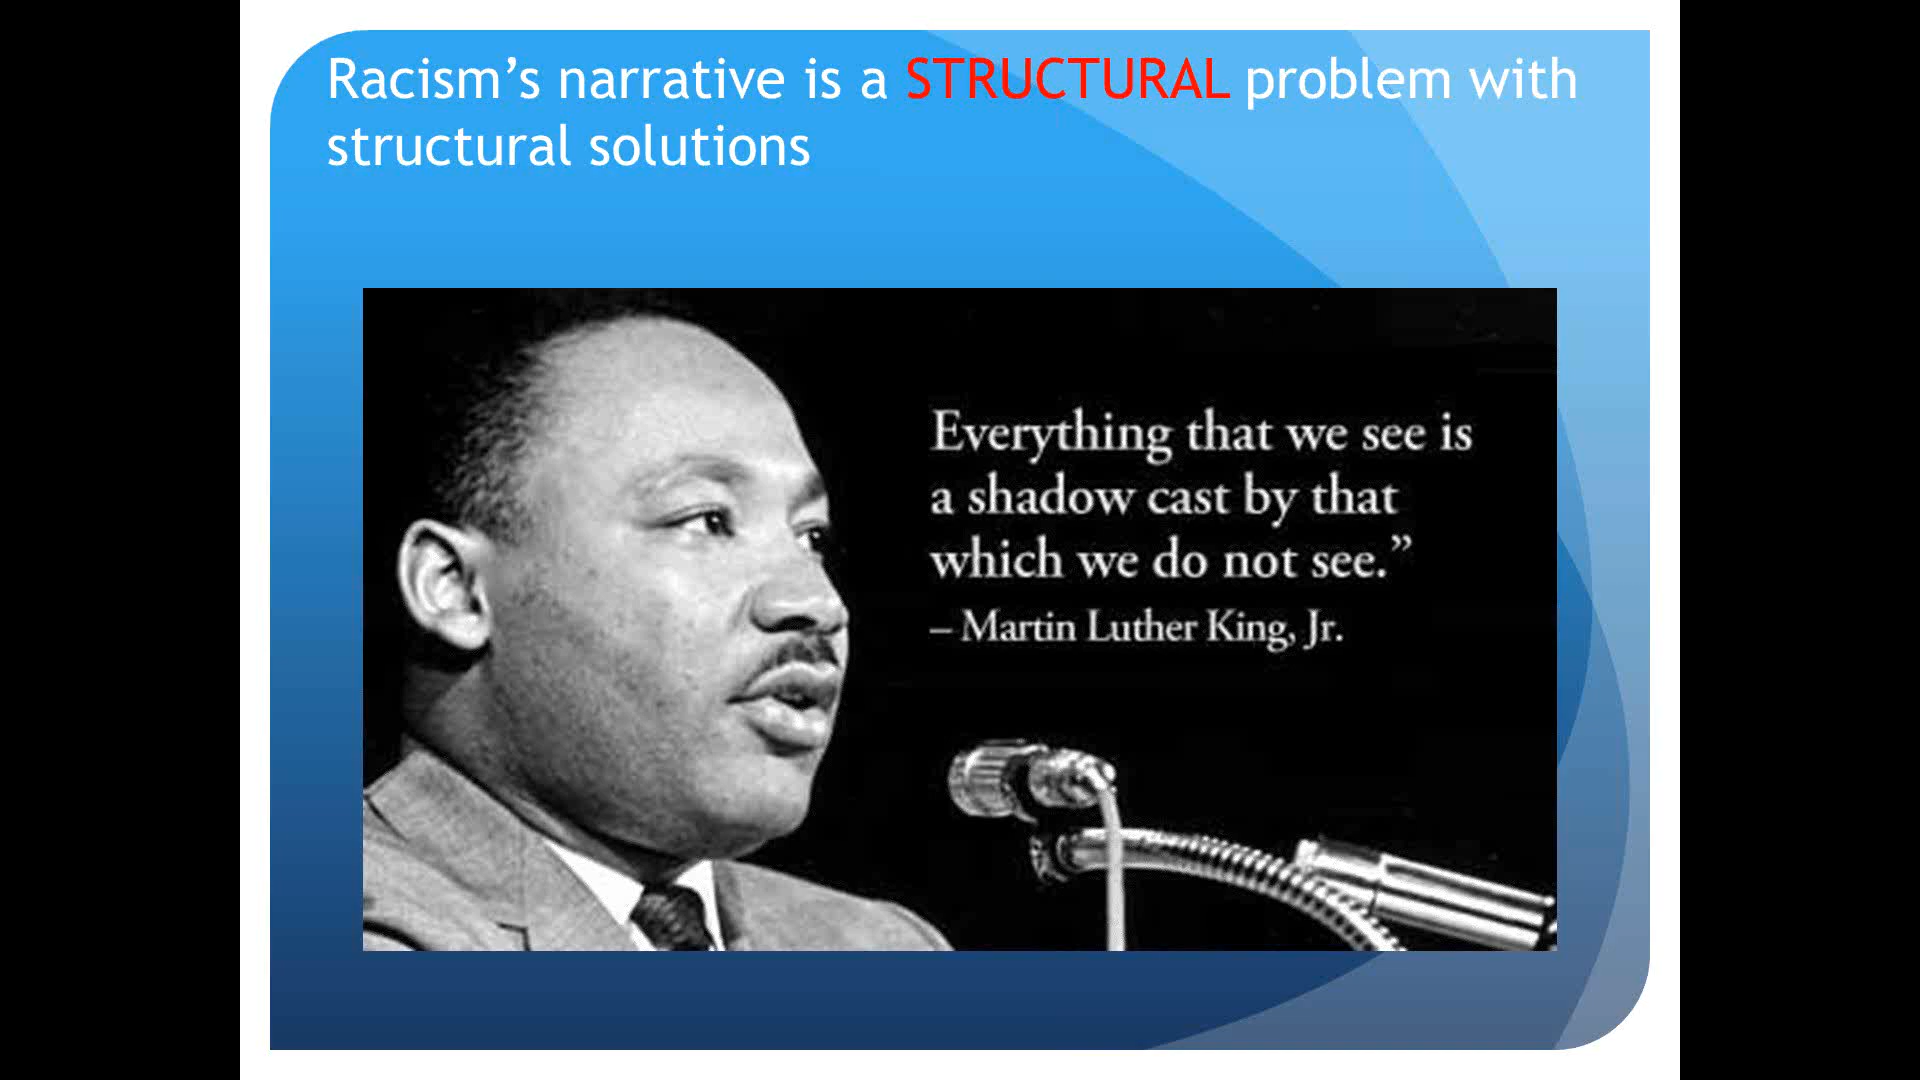 Racism’s narrative is a STRUCTURAL problem with
structural solutions
Everything that we see is
a shadow cast by that
which we do not see.”
– Martin Luther King, Jr.